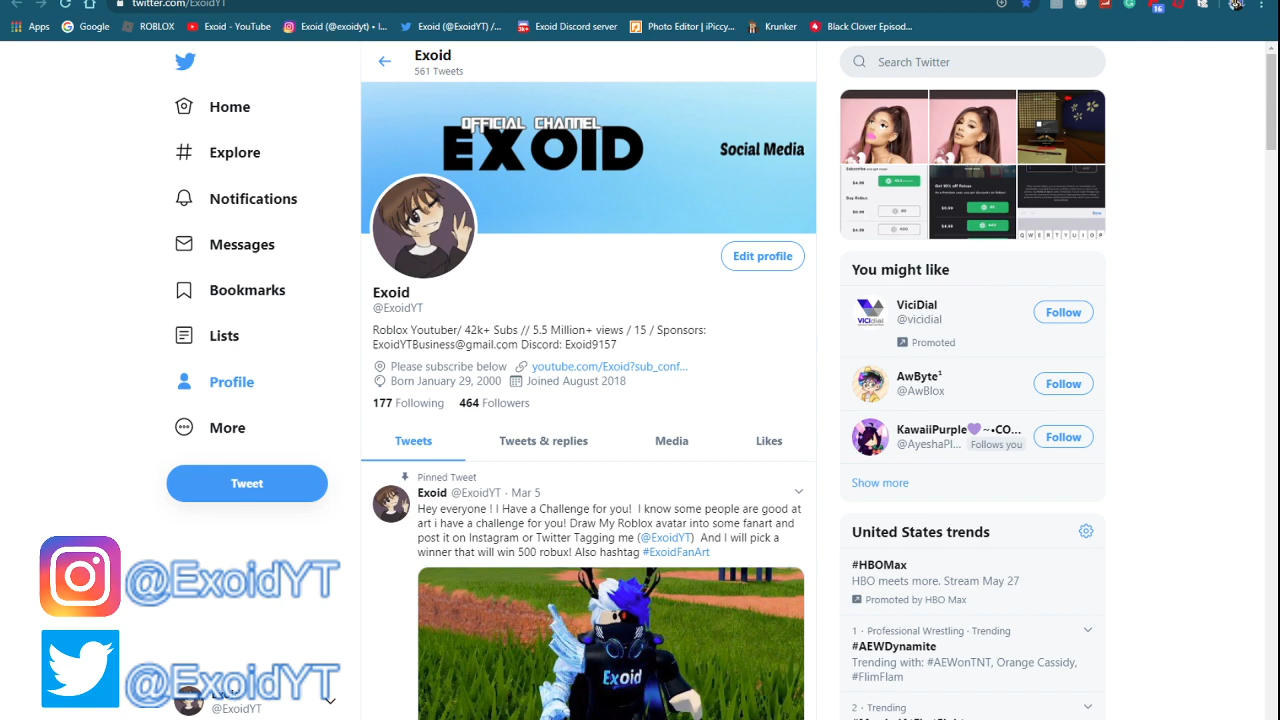 twitter.com/ExoidYT
16
Apps Google ROBLOX Exoid - YouTube Exoid (@exoidyt) • I... Exoid (@ExoidYT) /... Exoid Discord server Photo Editor | iPiccy... Krunker Black Clover Episod...
Exoid
561 Tweets
Search Twitter
Home
Explore
Notifications
Messages
Bookmarks
Lists
Profile
More
Tweet
OFFICIAL CHANNEL
EXOID
Social Media
Edit profile
Exoid
@ExoidYT
Roblox Youtuber/ 42k+ Subs // 5.5 Million+ views / 15 / Sponsors:
ExoidYTBusiness@gmail.com Discord: Exoid9157
Please subscribe below youtube.com/Exoid?sub_conf...
Born January 29, 2000 Joined August 2018
177 Following 464 Followers
Tweets Tweets & replies Media Likes
Pinned Tweet
Exoid @ExoidYT · Mar 5
Hey everyone ! I Have a Challenge for you! I know some people are good at
art i have a challenge for you! Draw My Roblox avatar into some fanart and
post it on Instagram or Twitter Tagging me (@ExoidYT) And I will pick a
winner that will win 500 robux! Also hashtag #ExoidFanArt
Exoid
You might like
ViciDial
@vicidial
Follow
Promoted
AwByte¹
@AwBlox
Follow
KawaiiPurple💜~•CO...
@AyeshaPl... Follows you
Follow
Show more
United States trends
#HBOMax
HBO meets more. Stream May 27
Promoted by HBO Max
1 · Professional Wrestling · Trending
#AEWDynamite
Trending with: #AEWonTNT, Orange Cassidy,
#FlimFlam
2 · Trending
@ExoidYT
@ExoidYT
@ExoidYT